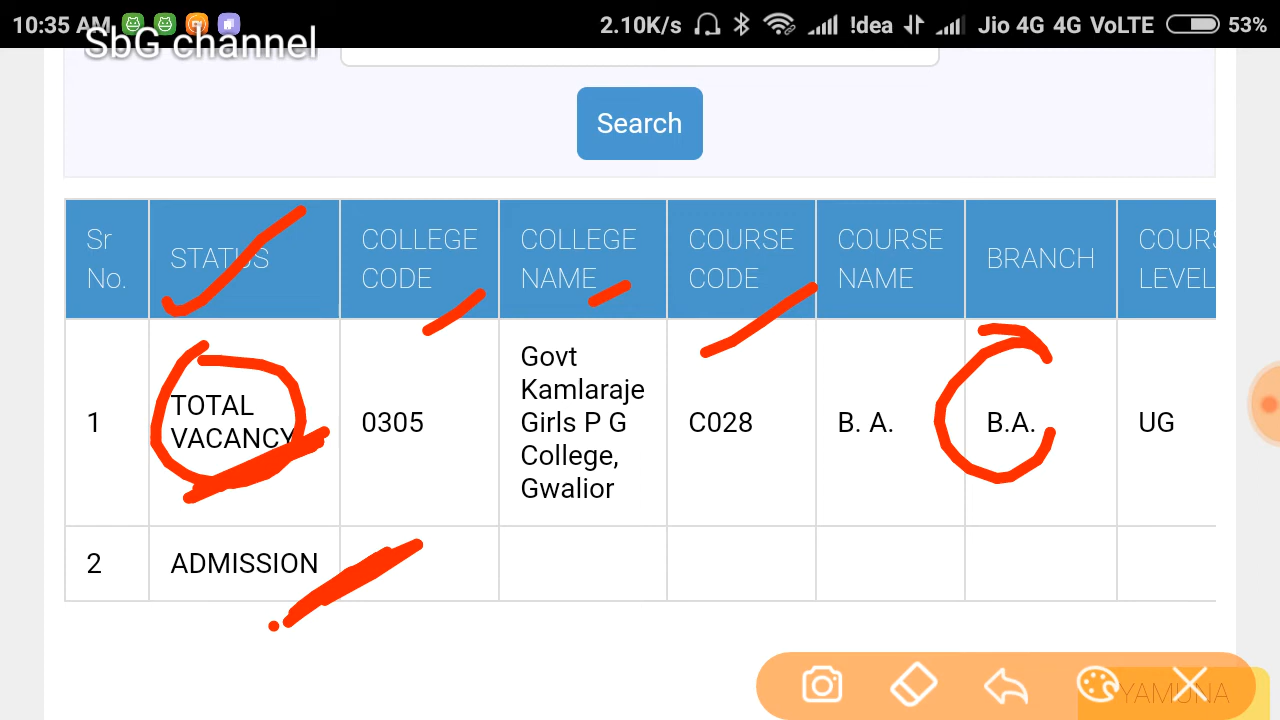 10:35 AM
2.10K/s !dea Jio 4G 4G VoLTE 53%
SbG channel
Search
Sr No.
STATUS
COLLEGE CODE
COLLEGE NAME
COURSE CODE
COURSE NAME
BRANCH
COURS
LEVEL
1
TOTAL
VACANCY
0305
Govt
Kamlaraje
Girls P G
College,
Gwalior
C028
B. A.
B.A.
UG
2
ADMISSION
YAMUNA